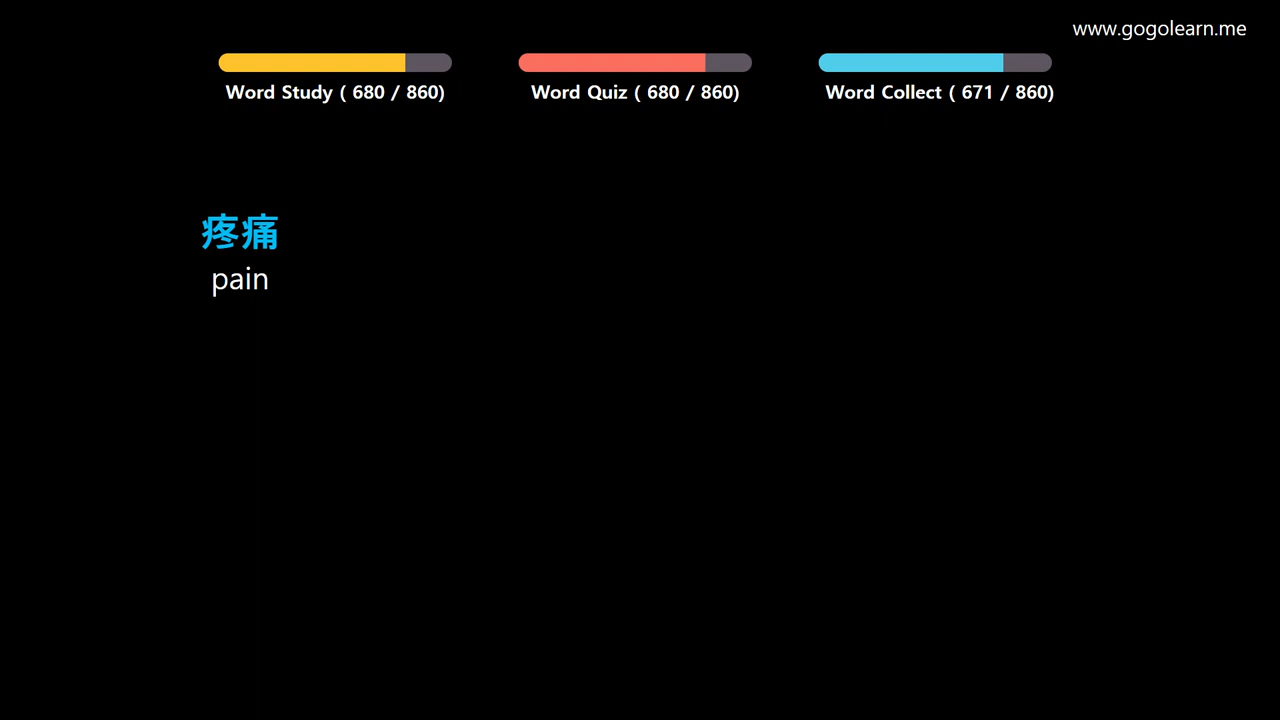 www.gogolearn.me
Word Study ( 680 / 860)
Word Quiz ( 680 / 860)
Word Collect ( 671 / 860)
疼痛
pain